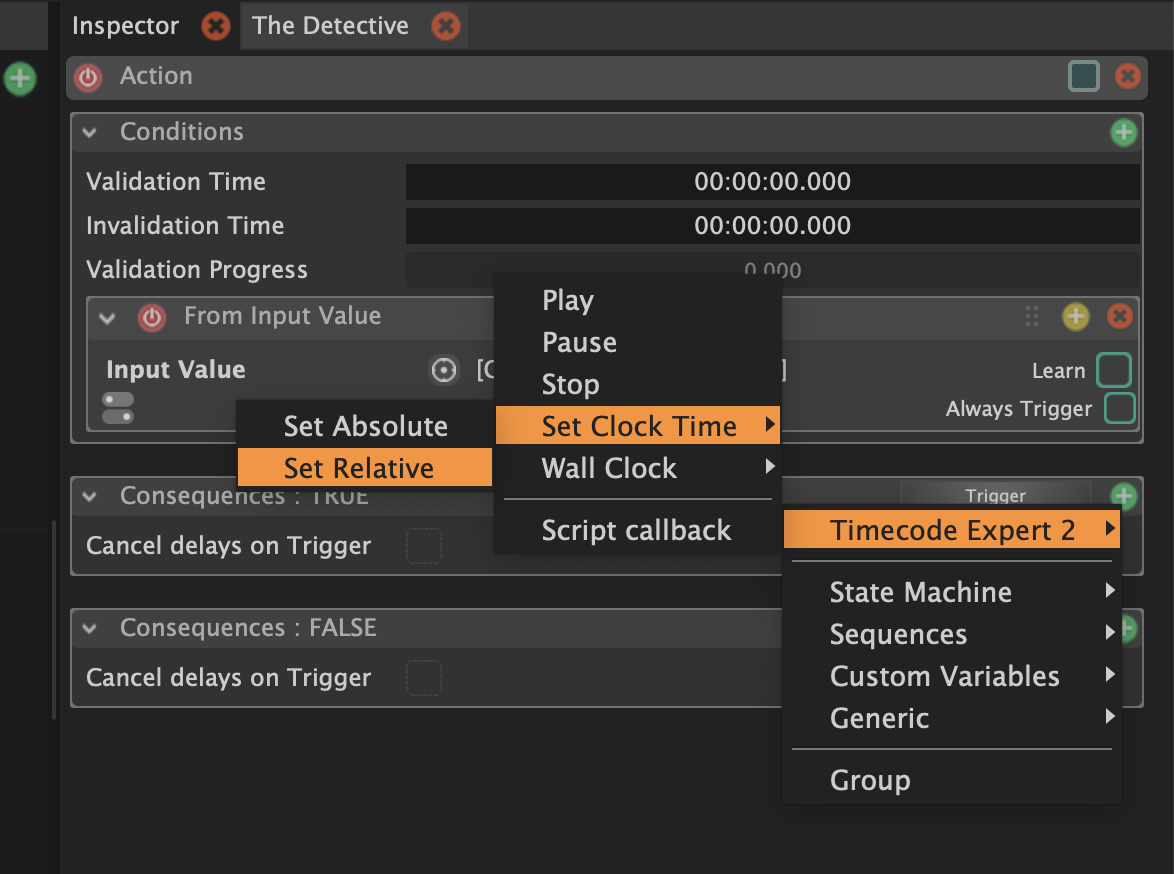 Inspector
The Detective
Action
Conditions
Validation Time 00:00:00.000
Invalidation Time 00:00:00.000
Validation Progress 0.000
From Input Value
Input Value
Learn
Always Trigger
Play
Pause
Stop
Set Clock Time
Wall Clock
Script callback
Set Absolute
Set Relative
Consequences : TRUE
Trigger
Cancel delays on Trigger
Timecode Expert 2
State Machine
Sequences
Custom Variables
Generic
Group
Consequences : FALSE
Cancel delays on Trigger